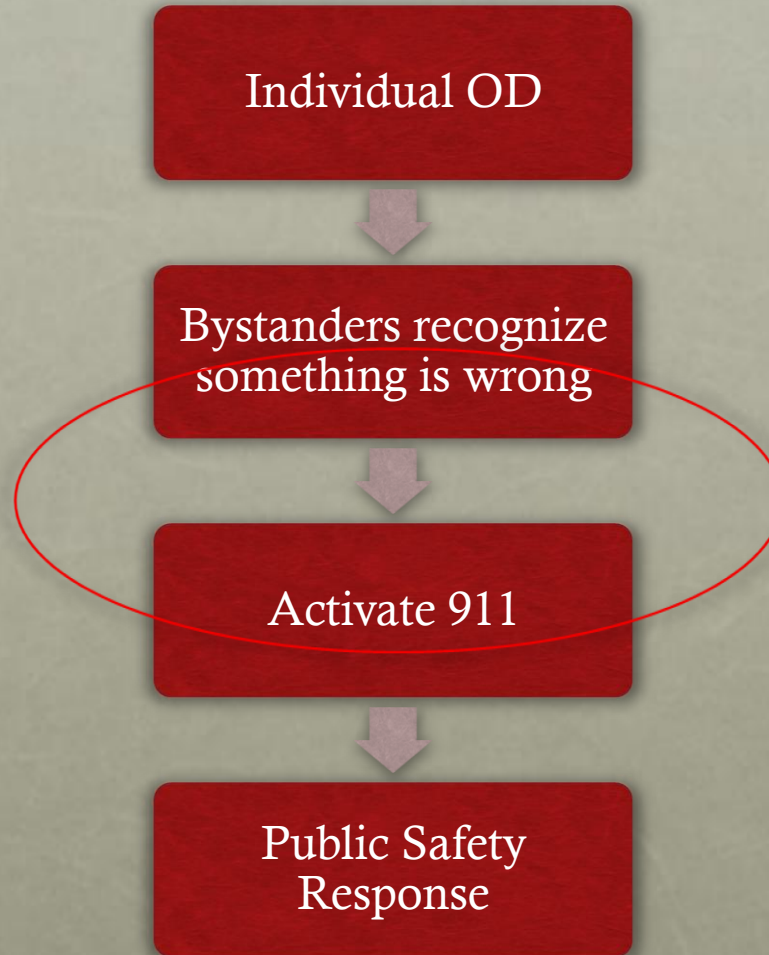 Individual OD
Bystanders recognize
something is wrong
Activate 911
Public Safety
Response